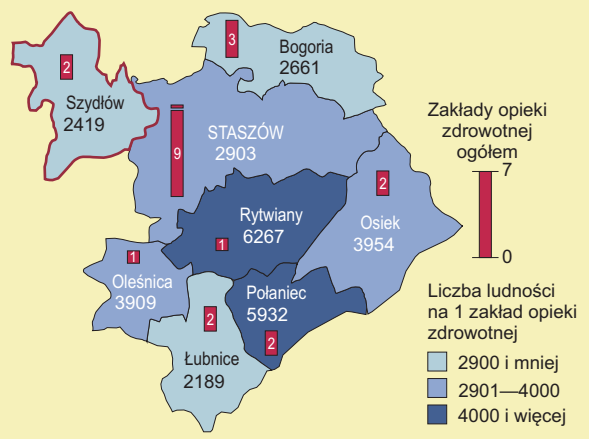 3
Bogoria
2661
2
Szydłów
2419
STASZÓW
2903
9
2
Osiek
3954
Rytwiany
6267
1
1
Oleśnica
3909
Połaniec
5932
2
2
Łubnice
2189
Zakłady opieki
zdrowotnej
ogółem
7
0
Liczba ludności
na 1 zakład opieki
zdrowotnej
2900 i mniej
2901—4000
4000 i więcej